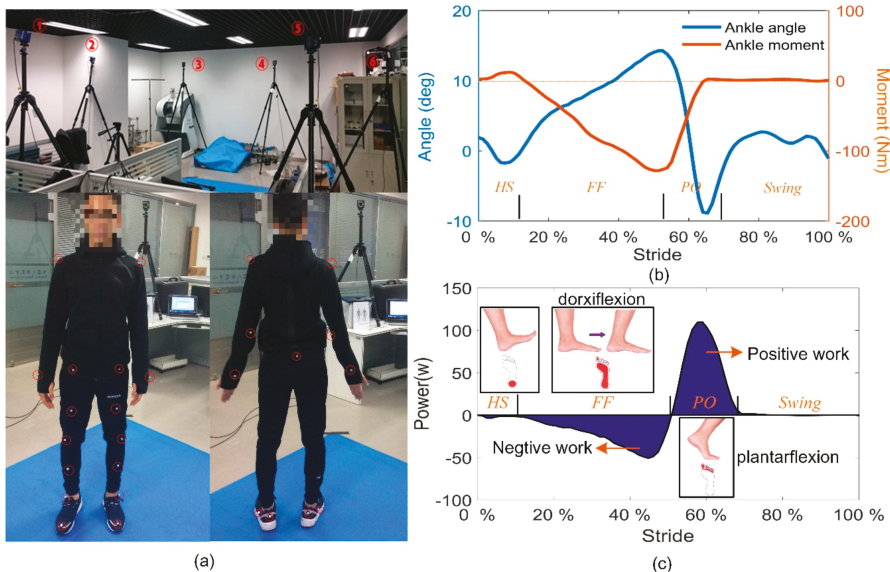 ① ② ③ ④ ⑤ 6
(a)
Ankle angle
Ankle moment
Angle (deg)
20
10
0
-10
Moment (Nm)
100
0
-100
-200
HS FF PO Swing
0 % 20 % 40 % 60 % 80 % 100 %
Stride
(b)
Power(w)
150
100
50
0
-50
-100
dorxiflexion
Positive work
HS FF PO Swing
Negtive work
plantarflexion
0 % 20 % 40 % 60 % 80 % 100 %
Stride
(c)